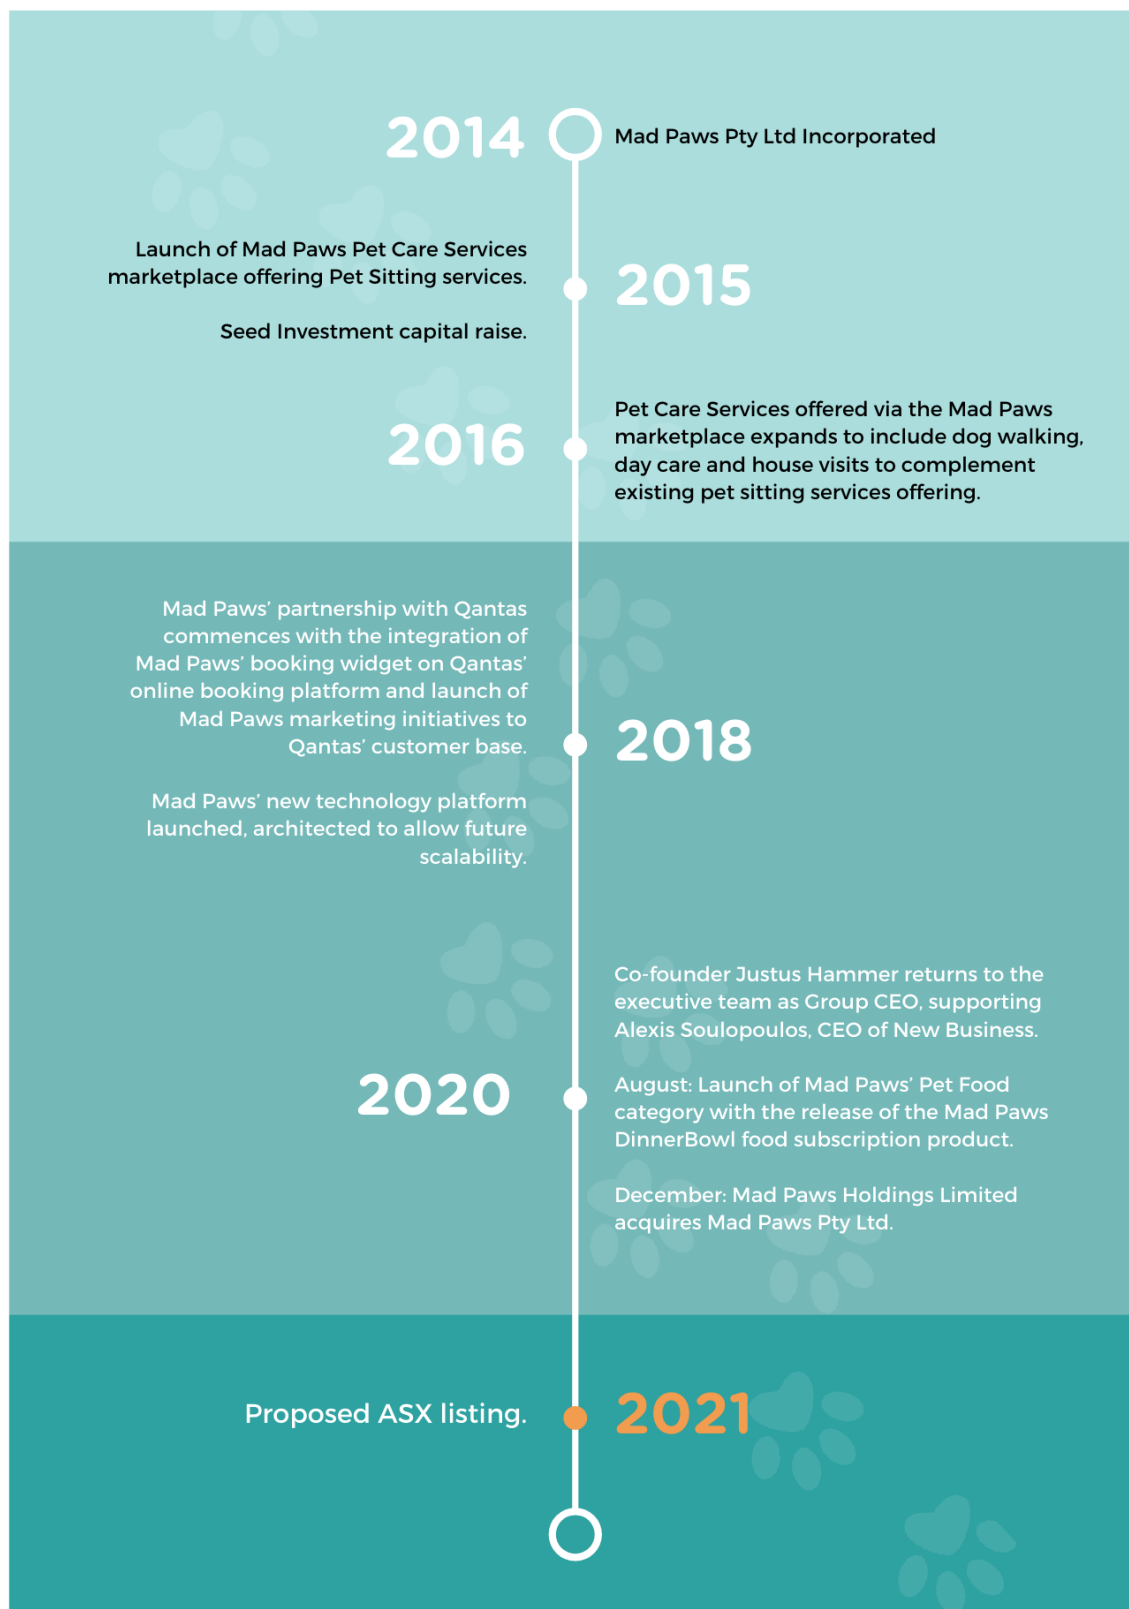 2014
Mad Paws Pty Ltd Incorporated
Launch of Mad Paws Pet Care Services
marketplace offering Pet Sitting services.
Seed Investment capital raise.
2015
2016
Pet Care Services offered via the Mad Paws
marketplace expands to include dog walking,
day care and house visits to complement
existing pet sitting services offering.
Mad Paws’ partnership with Qantas
commences with the integration of
Mad Paws’ booking widget on Qantas’
online booking platform and launch of
Mad Paws marketing initiatives to
Qantas’ customer base.
Mad Paws’ new technology platform
launched, architected to allow future
scalability.
2018
2020
Co-founder Justus Hammer returns to the
executive team as Group CEO, supporting
Alexis Soulopoulos, CEO of New Business.
August: Launch of Mad Paws’ Pet Food
category with the release of the Mad Paws
DinnerBowl food subscription product.
December: Mad Paws Holdings Limited
acquires Mad Paws Pty Ltd.
Proposed ASX listing.
2021